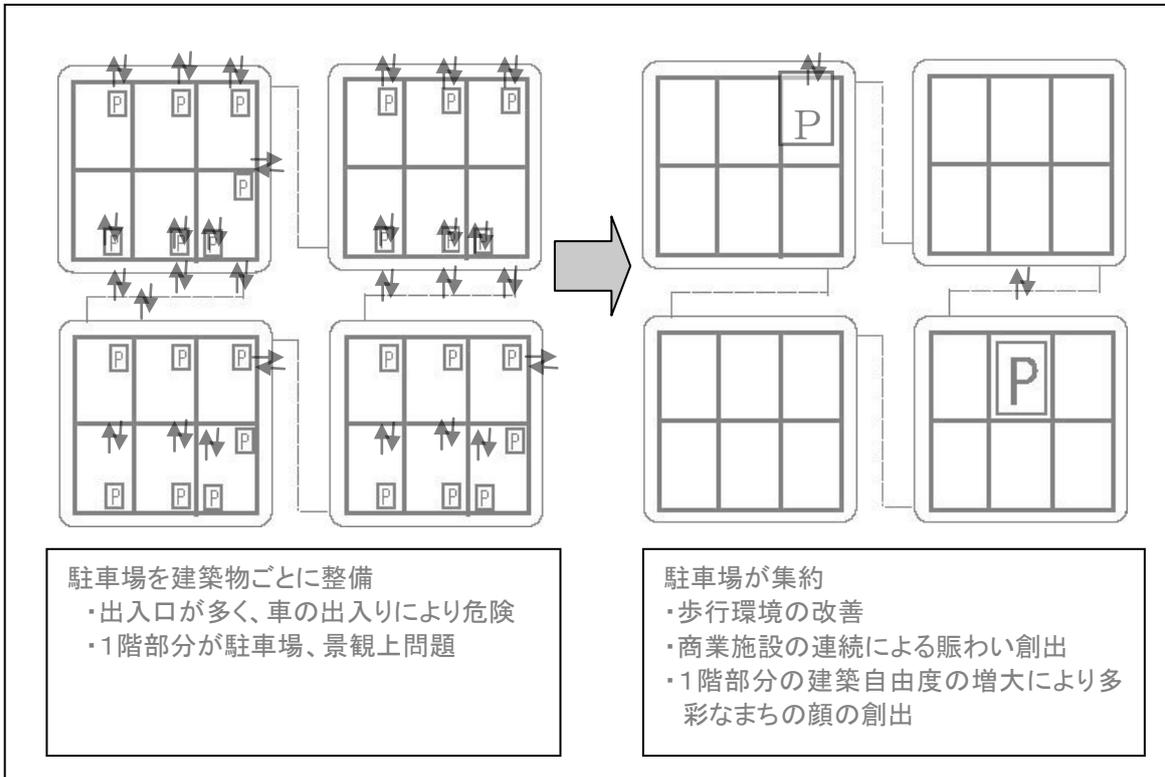 P P P P P P
P
P
P P P P P P
P P P P P P
P
P P
P P P P P P
駐車場を建築物ごとに整備
・出入口が多く、車の出入りにより危険
・1階部分が駐車場、景観上問題
駐車場が集約
・歩行環境の改善
・商業施設の連続による賑わい創出
・1階部分の建築自由度の増大により多
彩なまちの顔の創出